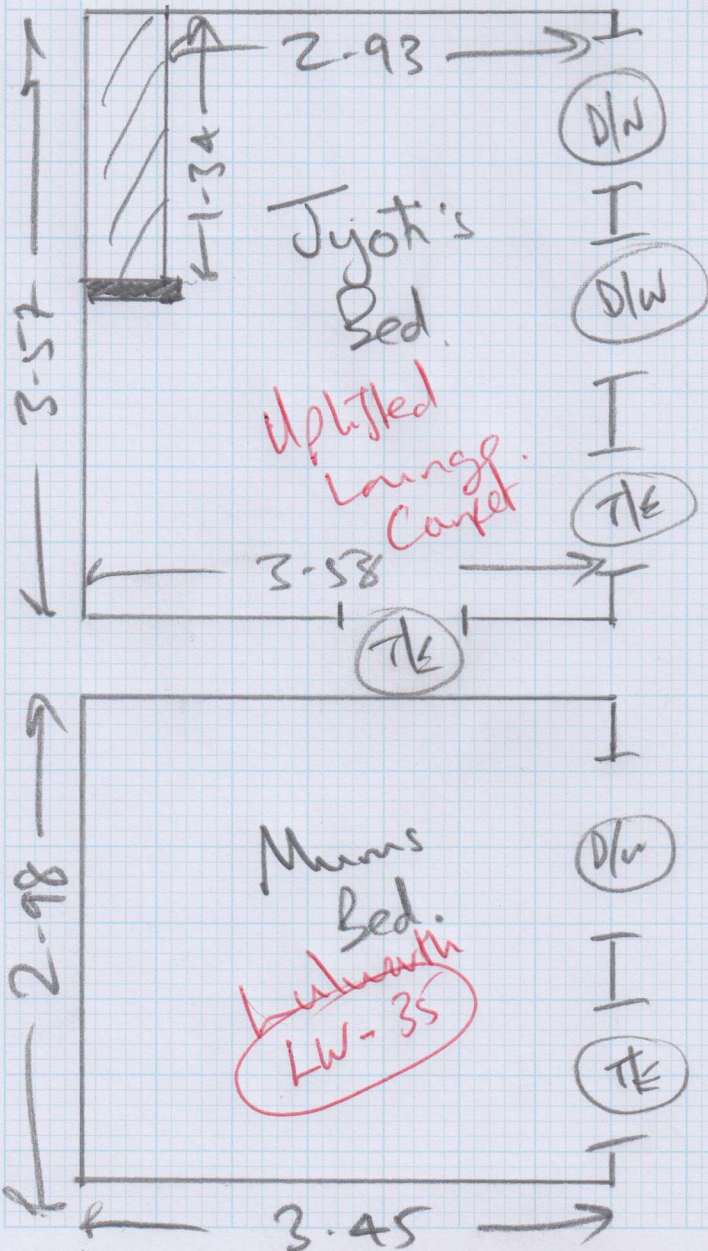 2-93
D/N
1-34
Jyoti's
D/W
Bed.
3-57
Uplifted
Lounge.
Carpet
T/E
3-58
T/E
Mums
D/W
Bed.
2-98
Lulworth
LW-35
T/E
3.45